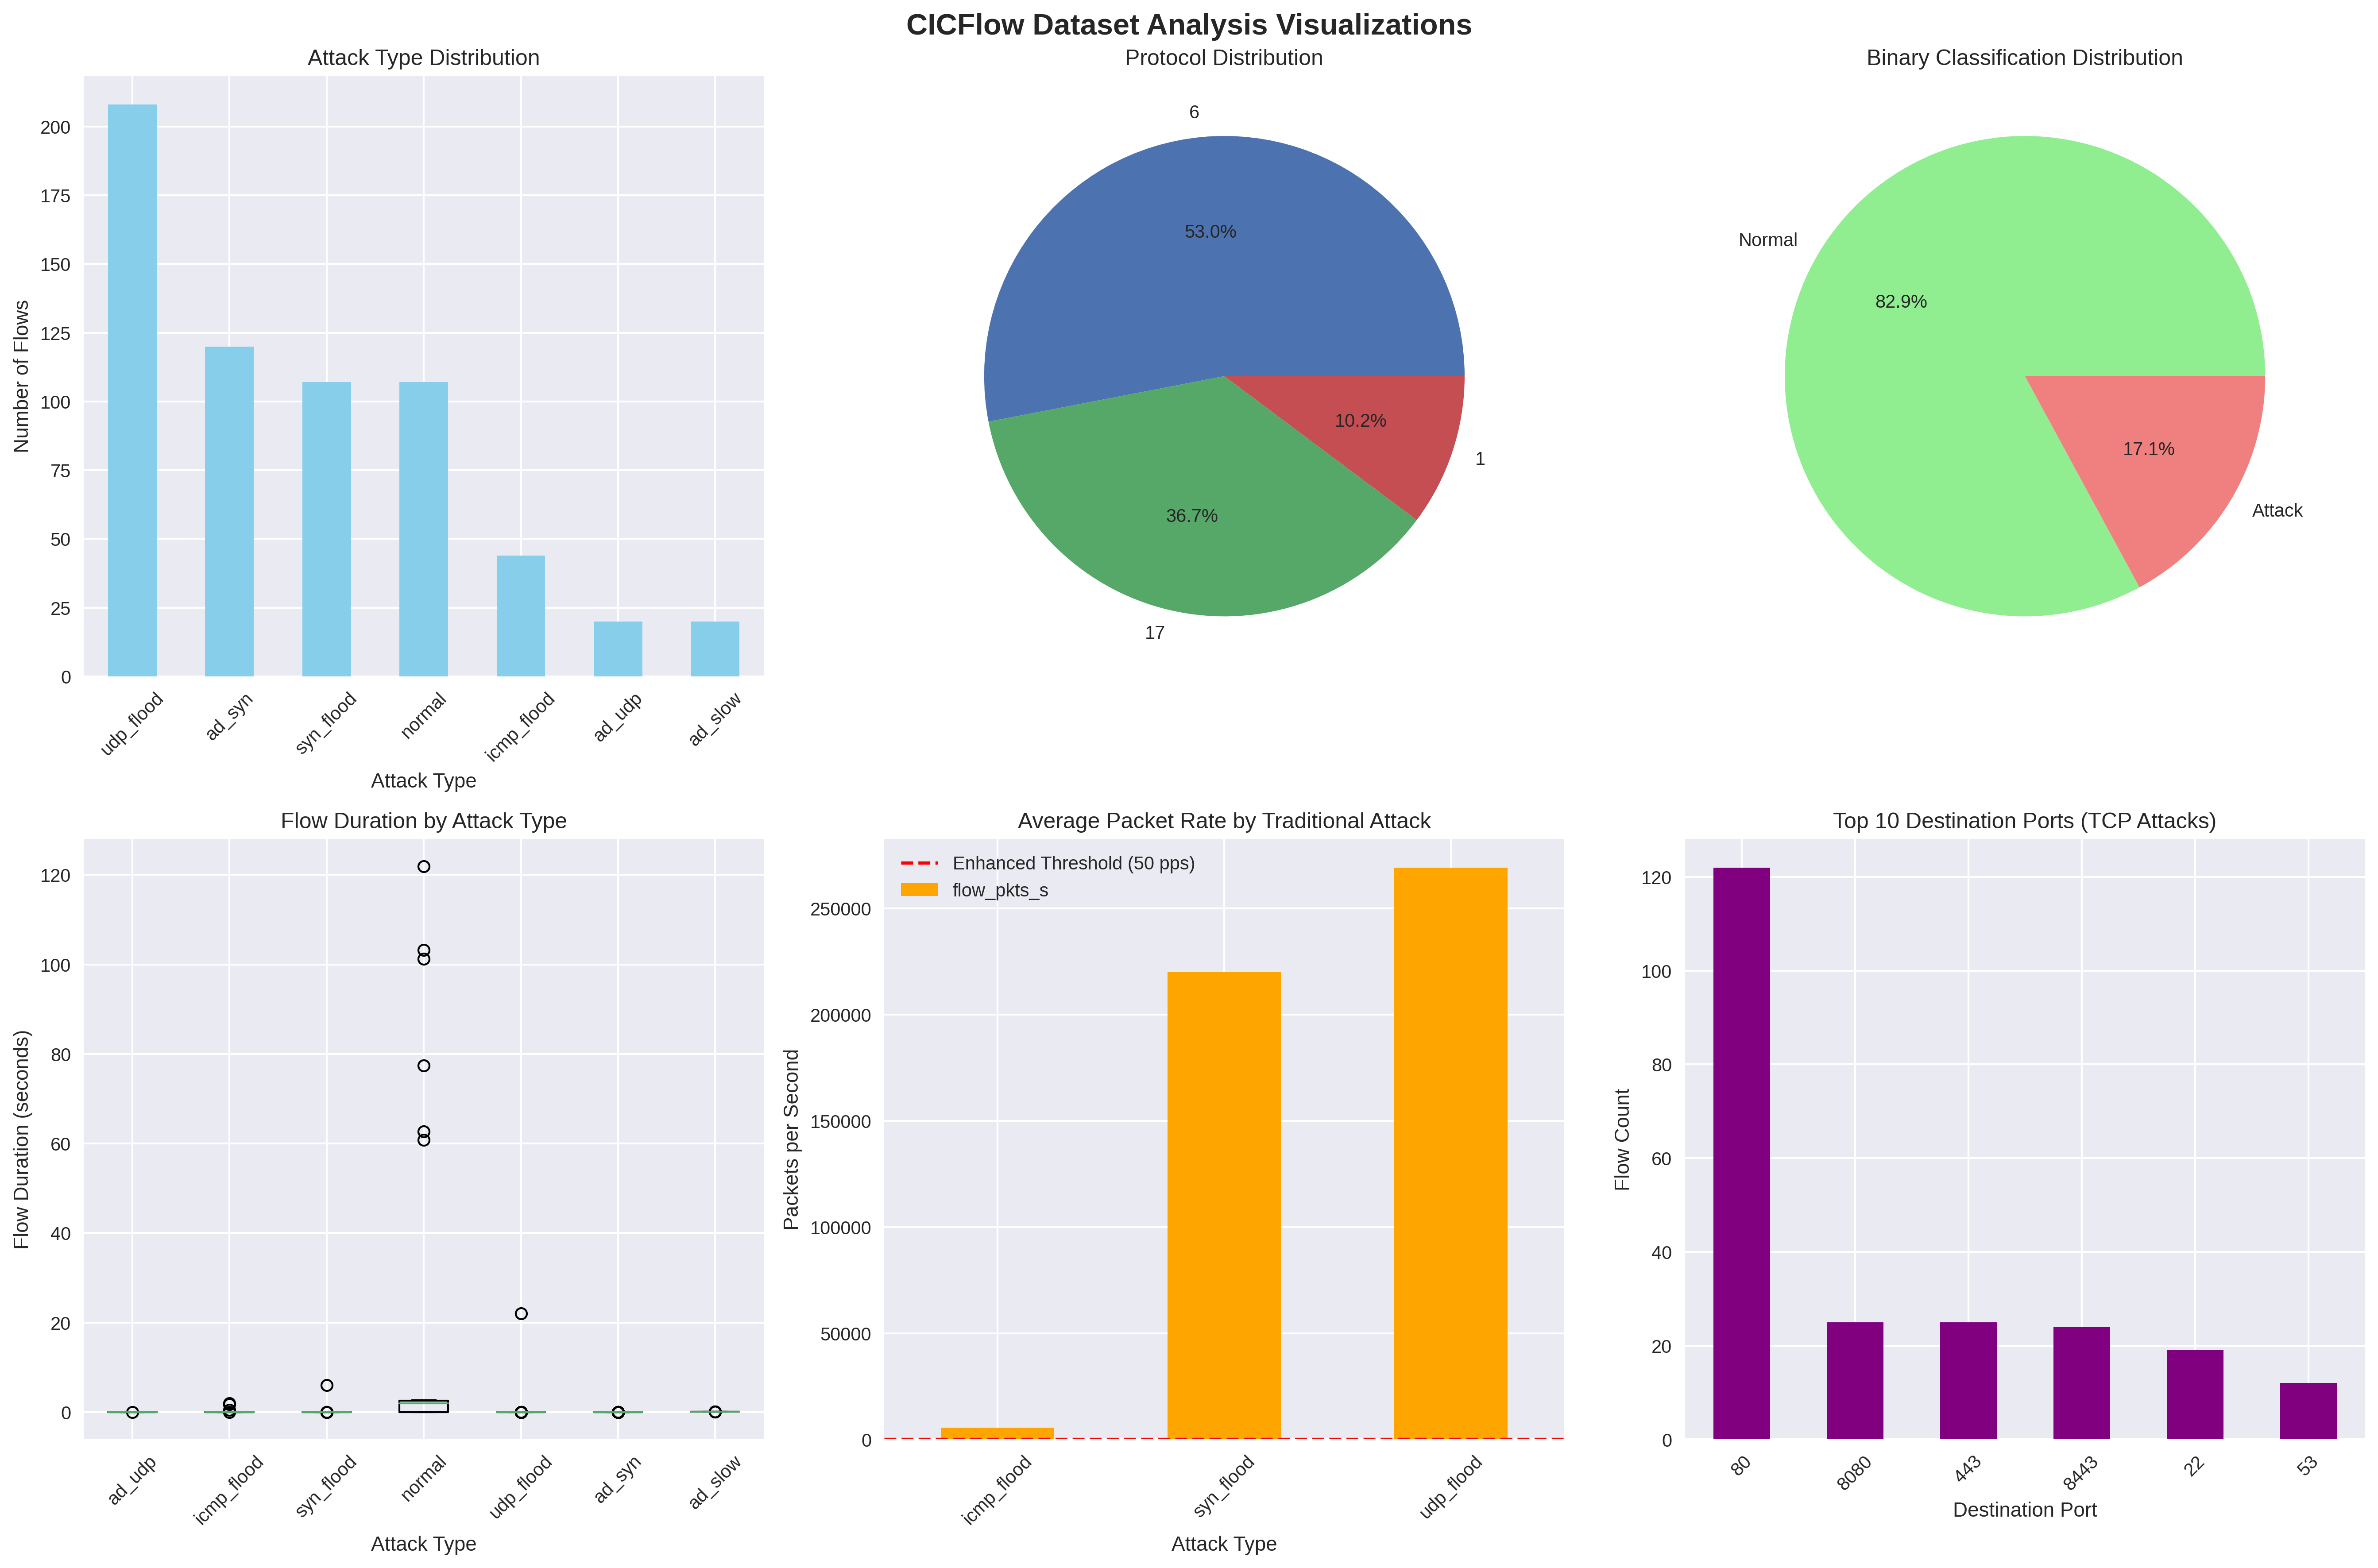 CICFlow Dataset Analysis Visualizations
Attack Type Distribution
Number of Flows
200
175
150
125
100
75
50
25
0
udp_flood
ad_syn
syn_flood
normal
icmp_flood
ad_udp
ad_slow
Attack Type
Protocol Distribution
6
53.0%
10.2%
1
36.7%
17
Binary Classification Distribution
Normal
82.9%
17.1%
Attack
Flow Duration by Attack Type
Flow Duration (seconds)
120
100
80
60
40
20
0
ad_udp
icmp_flood
syn_flood
normal
udp_flood
ad_syn
ad_slow
Attack Type
Average Packet Rate by Traditional Attack
Enhanced Threshold (50 pps)
flow_pkts_s
Packets per Second
250000
200000
150000
100000
50000
0
icmp_flood
syn_flood
udp_flood
Attack Type
Top 10 Destination Ports (TCP Attacks)
Flow Count
120
100
80
60
40
20
0
80
8080
443
8443
22
53
Destination Port